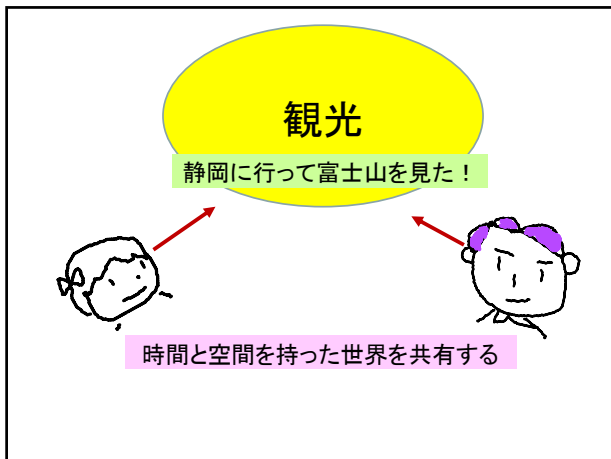 観光
静岡に行って富士山を見た！
時間と空間を持った世界を共有する